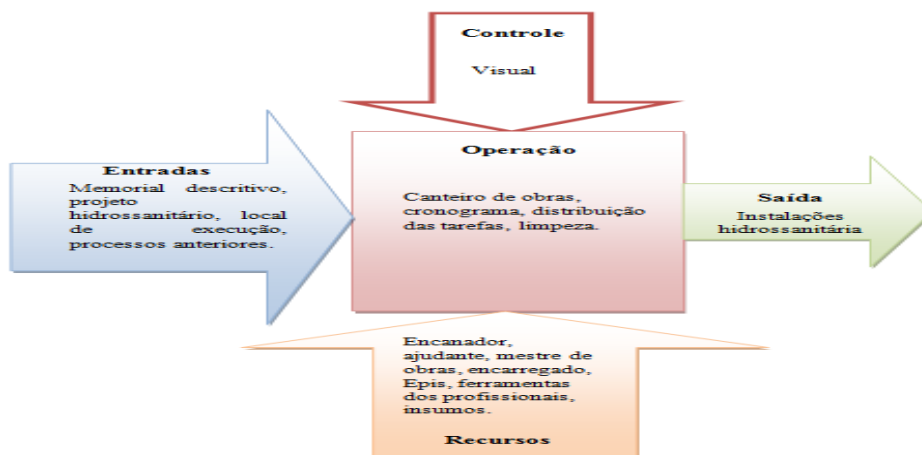 Controle
Visual
Entradas
Memorial descritivo,
projeto
hidrossanitário, local
de execução,
processos anteriores.
Operação
Canteiro de obras,
cronograma, distribuição
das tarefas, limpeza.
Saída
Instalações
hidrossanitária
Encanador,
ajudante, mestre de
obras, encarregado,
Epis, ferramentas
dos profissionais,
insumos.
Recursos